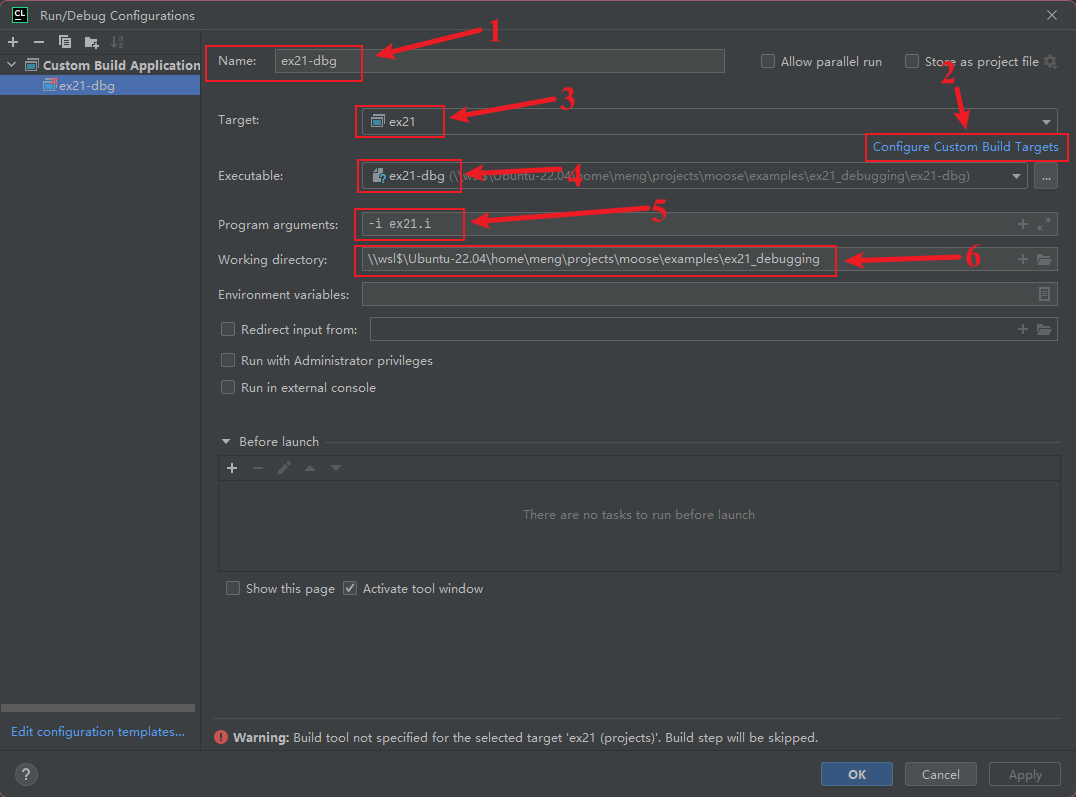 CL Run/Debug Configurations
1
Custom Build Application
ex21-dbg
Name: ex21-dbg
Allow parallel run
Store as project file
2
3
Target: ex21
Configure Custom Build Targets
4
Executable: ex21-dbg (\\wsl$\Ubuntu-22.04\home\meng\projects\moose\examples\ex21_debugging\ex21-dbg)
...
5
Program arguments: -i ex21.i
6
Working directory: \\wsl$\Ubuntu-22.04\home\meng\projects\moose\examples\ex21_debugging
Environment variables:
Redirect input from:
Run with Administrator privileges
Run in external console
Before launch
There are no tasks to run before launch
Show this page Activate tool window
Edit configuration templates...
Warning: Build tool not specified for the selected target 'ex21 (projects)'. Build step will be skipped.
?
OK Cancel Apply